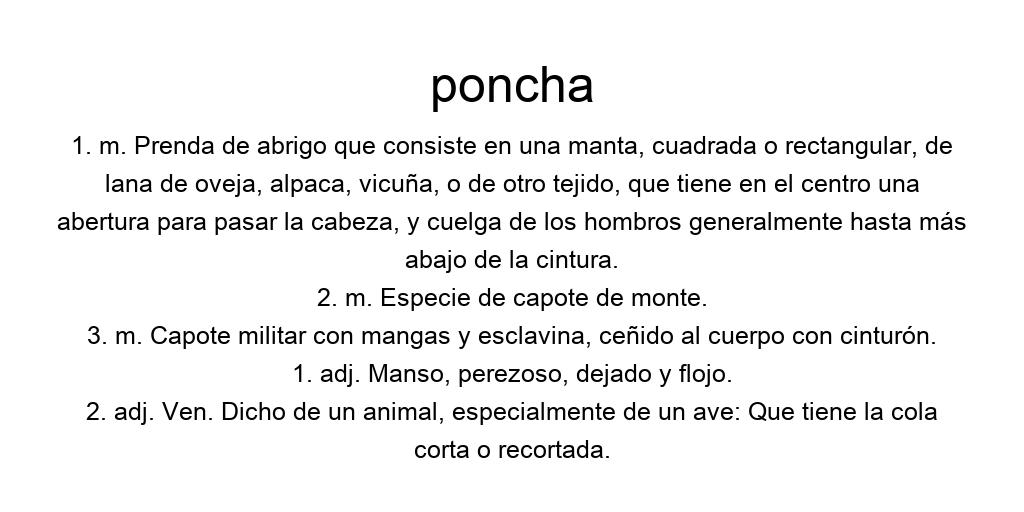 poncha
1. m. Prenda de abrigo que consiste en una manta, cuadrada o rectangular, de
lana de oveja, alpaca, vicuña, o de otro tejido, que tiene en el centro una
abertura para pasar la cabeza, y cuelga de los hombros generalmente hasta más
abajo de la cintura.
2. m. Especie de capote de monte.
3. m. Capote militar con mangas y esclavina, ceñido al cuerpo con cinturón.
1. adj. Manso, perezoso, dejado y flojo.
2. adj. Ven. Dicho de un animal, especialmente de un ave: Que tiene la cola
corta o recortada.